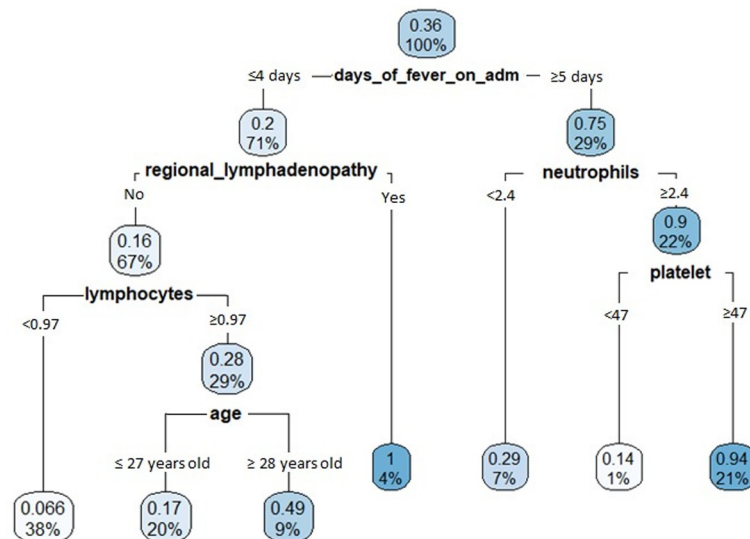 0.36
100%
≤4 days
days_of_fever_on_adm
≥5 days
0.2
71%
0.75
29%
regional_lymphadenopathy
neutrophils
No
Yes
<2.4
≥2.4
0.16
67%
0.9
22%
lymphocytes
platelet
<0.97
≥0.97
<47
≥47
0.28
29%
age
≤ 27 years old
≥ 28 years old
0.066
38%
0.17
20%
0.49
9%
1
4%
0.29
7%
0.14
1%
0.94
21%